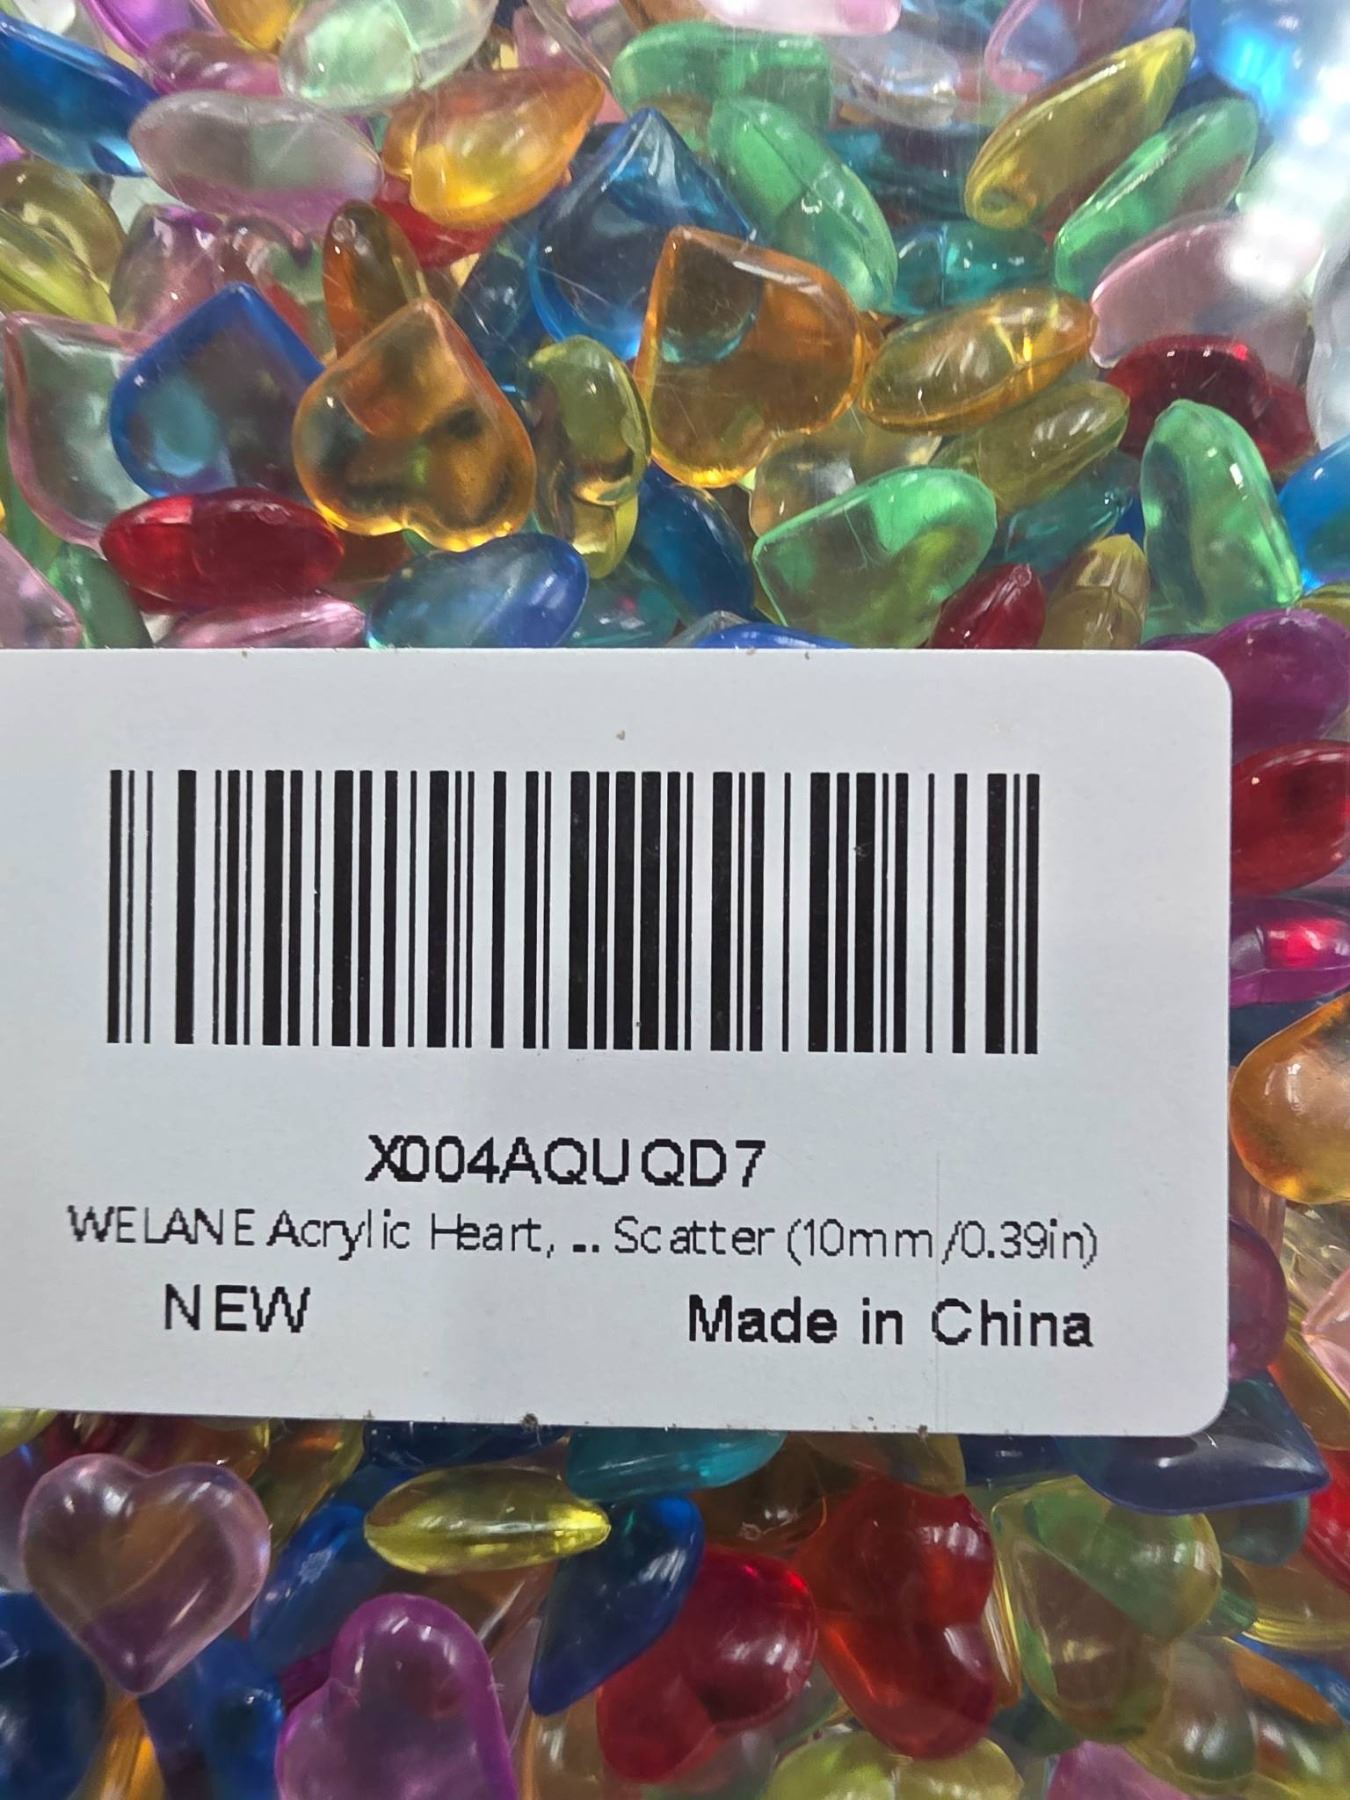 X004AQUQD7
WELANE Acrylic Heart, ... Scatter (10mm/0.39in)
NEW Made in China